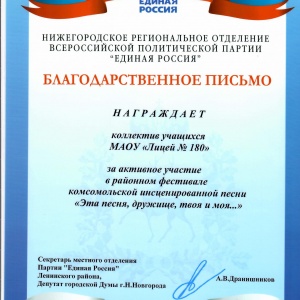 ЕДИНАЯ
РОССИЯ
НИЖЕГОРОДСКОЕ РЕГИОНАЛЬНОЕ ОТДЕЛЕНИЕ
ВСЕРОССИЙСКОЙ ПОЛИТИЧЕСКОЙ ПАРТИИ
"ЕДИНАЯ РОССИЯ"
БЛАГОДАРСТВЕННОЕ ПИСЬМО
НАГРАЖДАЕТ
коллектив учащихся
МАОУ «Лицей № 180»
за активное участие
в районном фестивале
комсомольской инсценированной песни
«Эта песня, дружище, твоя и моя...»
Секретарь местного отделения
Партии "Единая Россия"
Ленинского района,
Депутат городской Думы г.Н.Новгорода
А.В.Дранишников